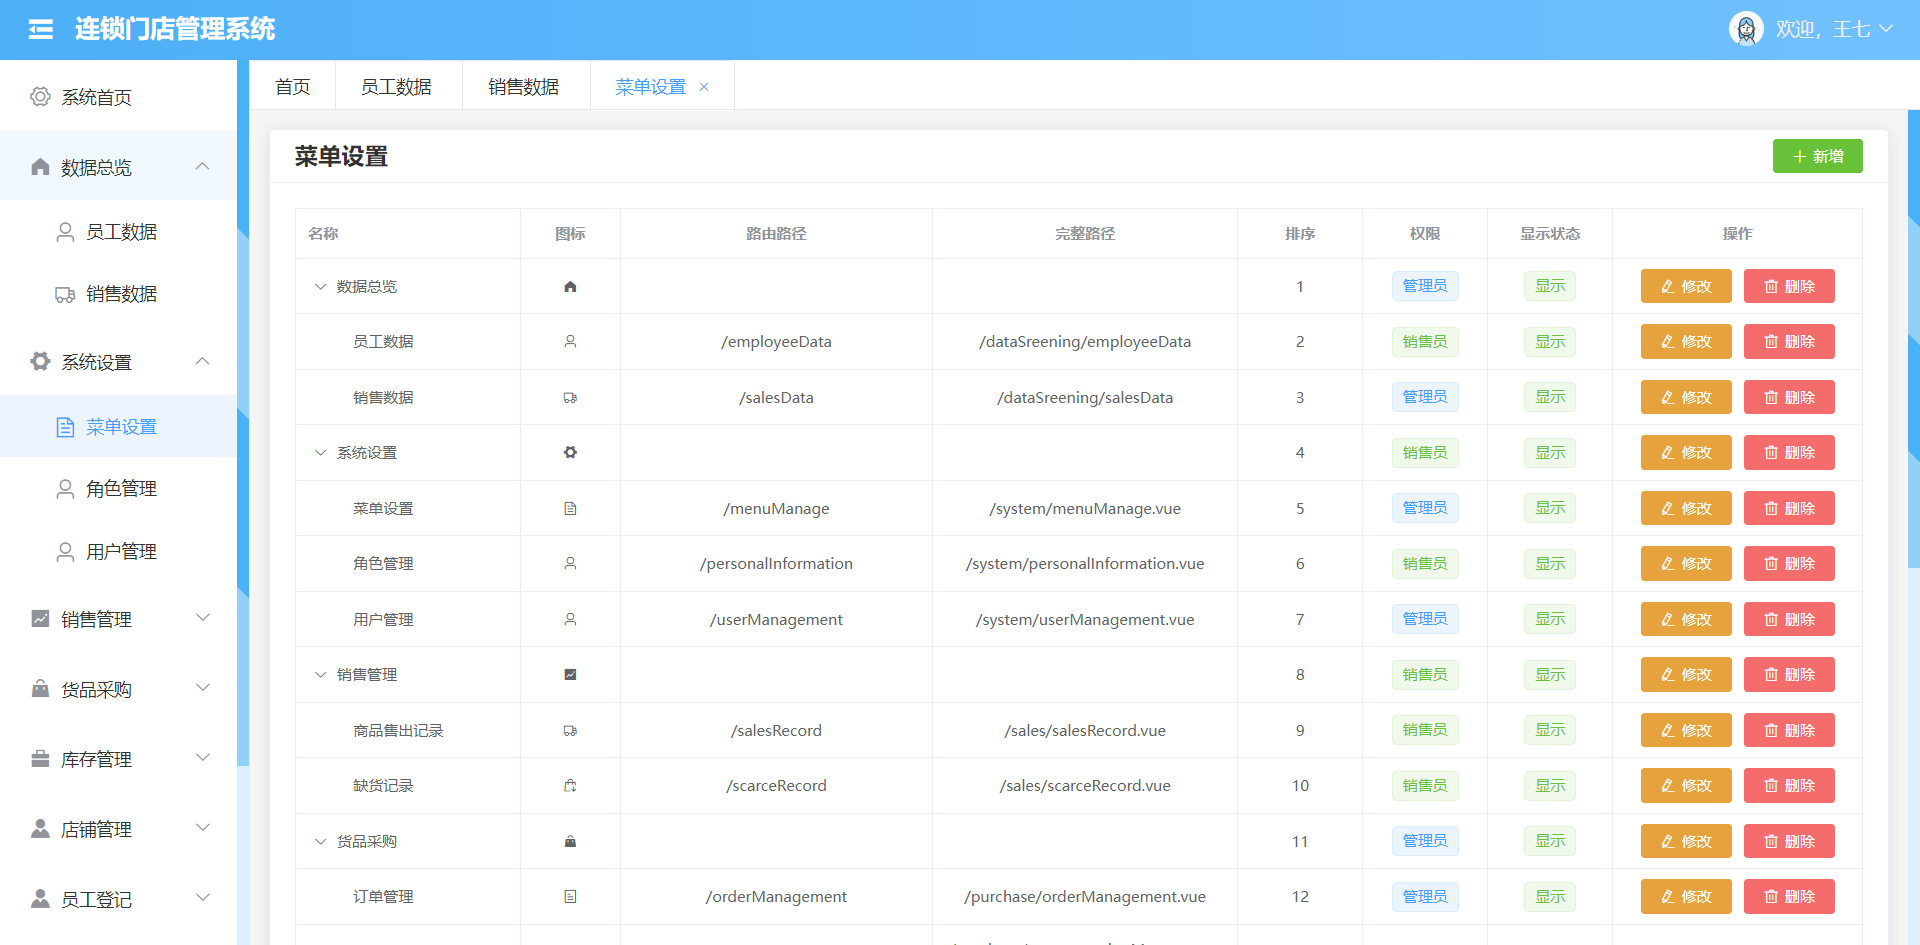 连锁门店管理系统
欢迎，王七
系统首页
数据总览
员工数据
销售数据
系统设置
菜单设置
角色管理
用户管理
销售管理
货品采购
库存管理
店铺管理
员工登记
首页 员工数据 销售数据 菜单设置 ×
菜单设置
+ 新增
名称 图标 路由路径 完整路径 排序 权限 显示状态 操作
数据总览 1 管理员 显示 修改 删除
员工数据 /employeeData /dataSreening/employeeData 2 销售员 显示 修改 删除
销售数据 /salesData /dataSreening/salesData 3 管理员 显示 修改 删除
系统设置 4 销售员 显示 修改 删除
菜单设置 /menuManage /system/menuManage.vue 5 管理员 显示 修改 删除
角色管理 /personalInformation /system/personalInformation.vue 6 销售员 显示 修改 删除
用户管理 /userManagement /system/userManagement.vue 7 管理员 显示 修改 删除
销售管理 8 销售员 显示 修改 删除
商品售出记录 /salesRecord /sales/salesRecord.vue 9 销售员 显示 修改 删除
缺货记录 /scarceRecord /sales/scarceRecord.vue 10 销售员 显示 修改 删除
货品采购 11 管理员 显示 修改 删除
订单管理 /orderManagement /purchase/orderManagement.vue 12 管理员 显示 修改 删除